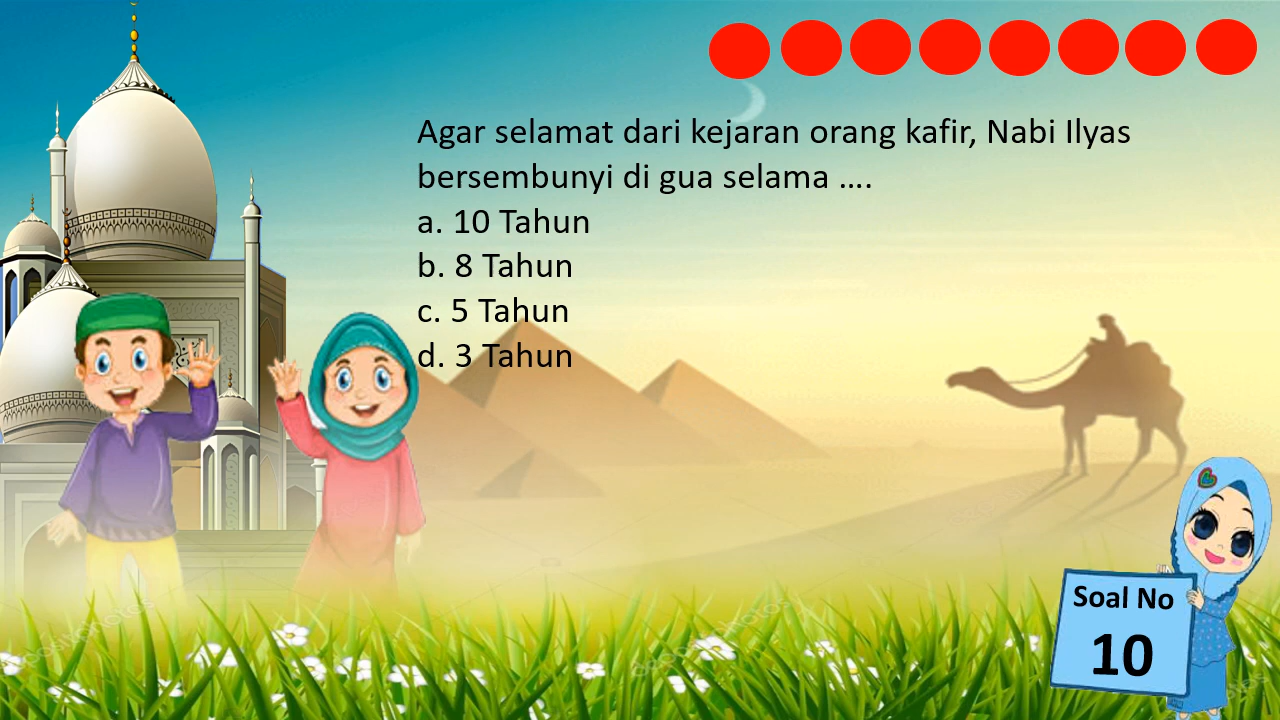 Agar selamat dari kejaran orang kafir, Nabi Ilyas
bersembunyi di gua selama ....
a. 10 Tahun
b. 8 Tahun
c. 5 Tahun
d. 3 Tahun
Soal No
10